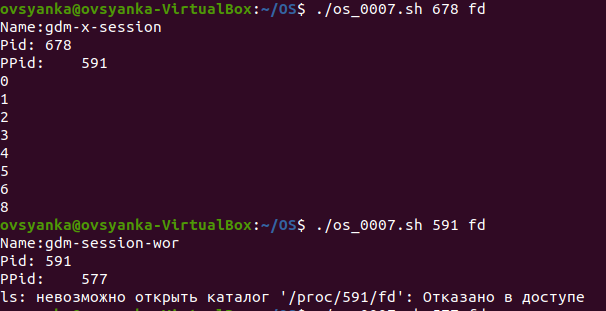 ovsyanka@ovsyanka-VirtualBox:~/OS$ ./os_0007.sh 678 fd
Name:gdm-x-session
Pid: 678
PPid:    591
0
1
2
3
4
5
6
8
ovsyanka@ovsyanka-VirtualBox:~/OS$ ./os_0007.sh 591 fd
Name:gdm-session-wor
Pid: 591
PPid:    577
ls: невозможно открыть каталог '/proc/591/fd': Отказано в доступе